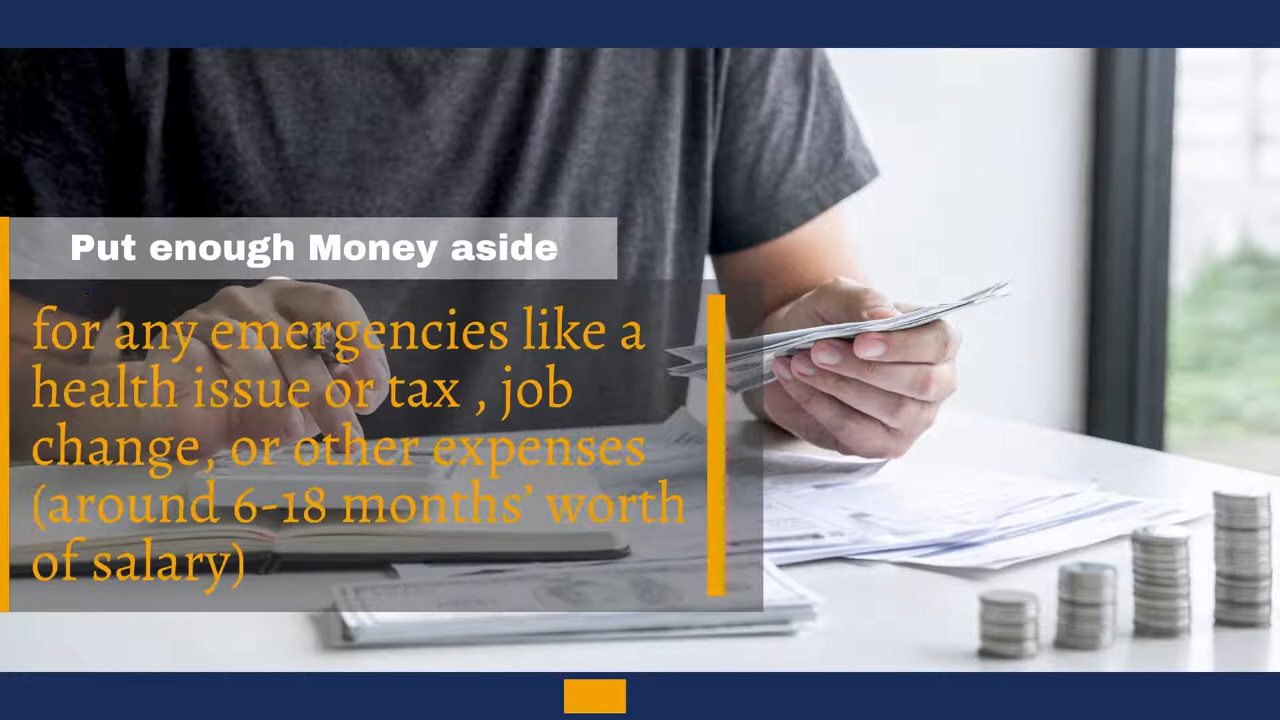 Put enough Money aside
for any emergencies like a
health issue or tax , job
change, or other expenses
(around 6-18 months’ worth
of salary)